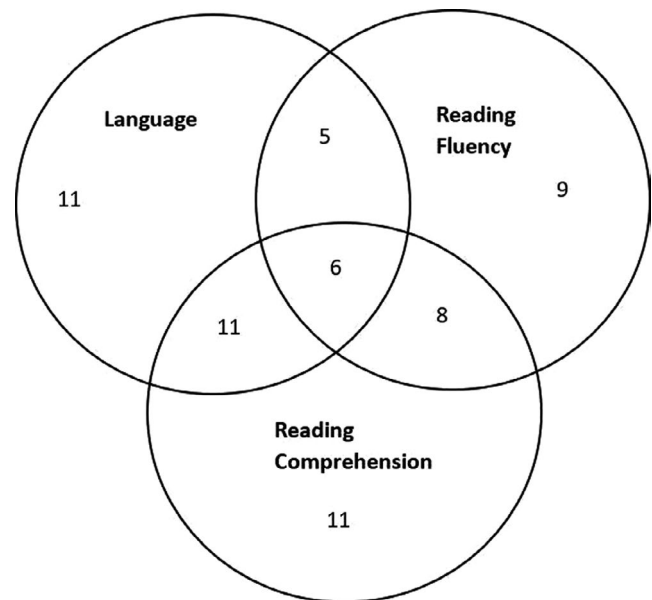 Language
5
Reading
Fluency
11
9
6
11
8
Reading
Comprehension
11